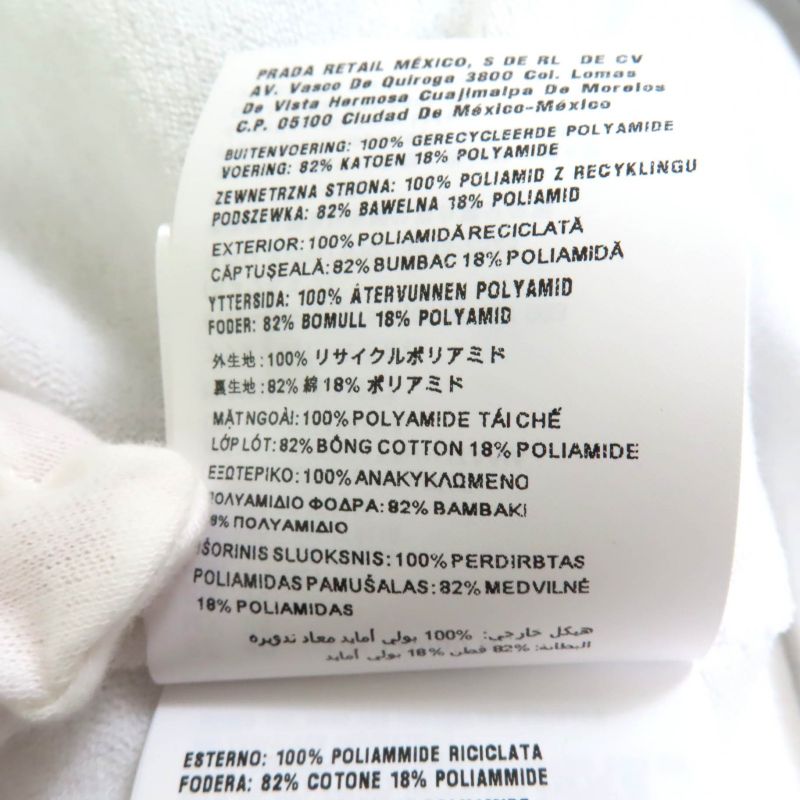 PRADA RETAIL MÉXICO, S DE RL DE CV
AV. Vasco De Quiroga 3800 Col. Lomas
De Vista Hermosa Cuajimalpa De Morelos
C.P. 05100 Ciudad De México-México
BUITENVOERING: 100% GERECYCLEERDE POLYAMIDE
VOERING: 82% KATOEN 18% POLYAMIDE
ZEWNETRZNA STRONA: 100% POLIAMID Z RECYKLINGU
PODSZEWKA: 82% BAWELNA 18% POLIAMID
EXTERIOR: 100% POLIAMIDĂ RECICLATĂ
CĂPTUȘEALĂ: 82% BUMBAC 18% POLIAMIDĂ
YTTERSIDA: 100% ÅTERVUNNEN POLYAMID
FODER: 82% BOMULL 18% POLYAMID
外生地:100% リサイクルポリアミド
裏生地:82% 綿 18% ポリアミド
MẶT NGOÀI: 100% POLYAMIDE TÁI CHẾ
LỚP LÓT: 82% BÔNG COTTON 18% POLIAMIDE
ΕΞΩΤΕΡΙΚΟ: 100% ΑΝΑΚΥΚΛΩΜΕΝΟ
ΠΟΛΥΑΜΙΔΙΟ ΦΟΔΡΑ: 82% ΒΑΜΒΑΚΙ
8% ΠΟΛΥΑΜΙΔΙΟ
IŠORINIS SLUOKSNIS: 100% PERDIRBTAS
POLIAMIDAS PAMUŠALAS: 82% MEDVILNĖ
18% POLIAMIDAS
هيكل خارجي: 100% بولي أمايد معاد تدويره
البطانة: 82% قطن 18% بولي أمايد
ESTERNO: 100% POLIAMMIDE RICICLATA
FODERA: 82% COTONE 18% POLIAMMIDE